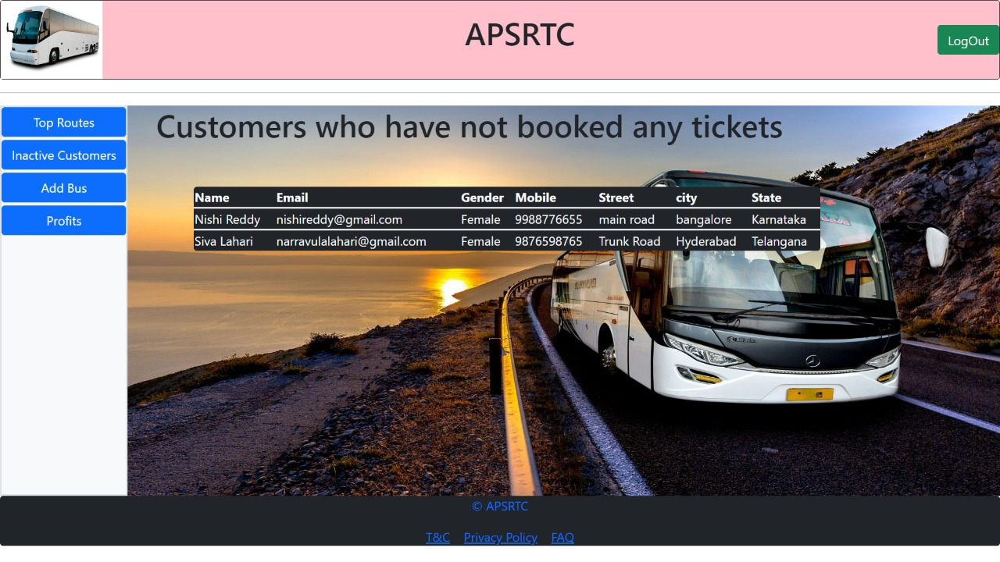 APSRTC
LogOut
Top Routes
Inactive Customers
Add Bus
Profits
Customers who have not booked any tickets
Name Email Gender Mobile Street city State
Nishi Reddy nishireddy@gmail.com Female 9988776655 main road bangalore Karnataka
Siva Lahari narravulalahari@gmail.com Female 9876598765 Trunk Road Hyderabad Telangana
© APSRTC
T&C Privacy Policy FAQ